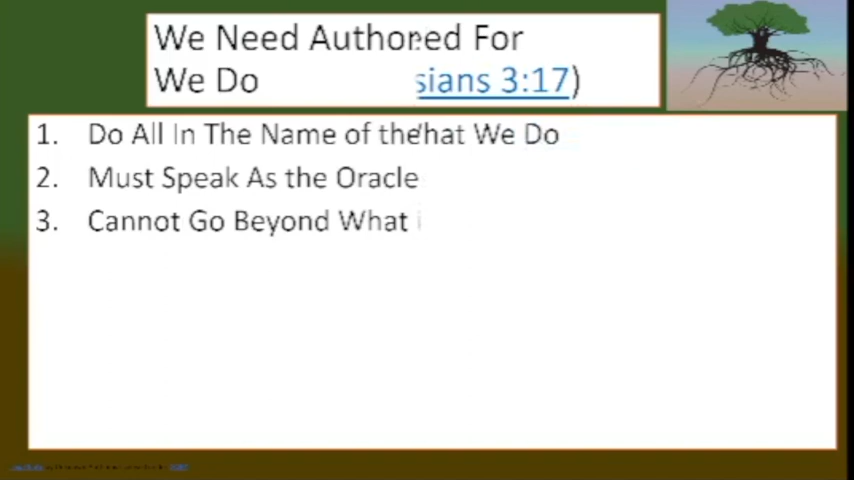 We Need Authored For
We Do sians 3:17)
1. Do All In The Name of the hat We Do
2. Must Speak As the Oracle
3. Cannot Go Beyond What